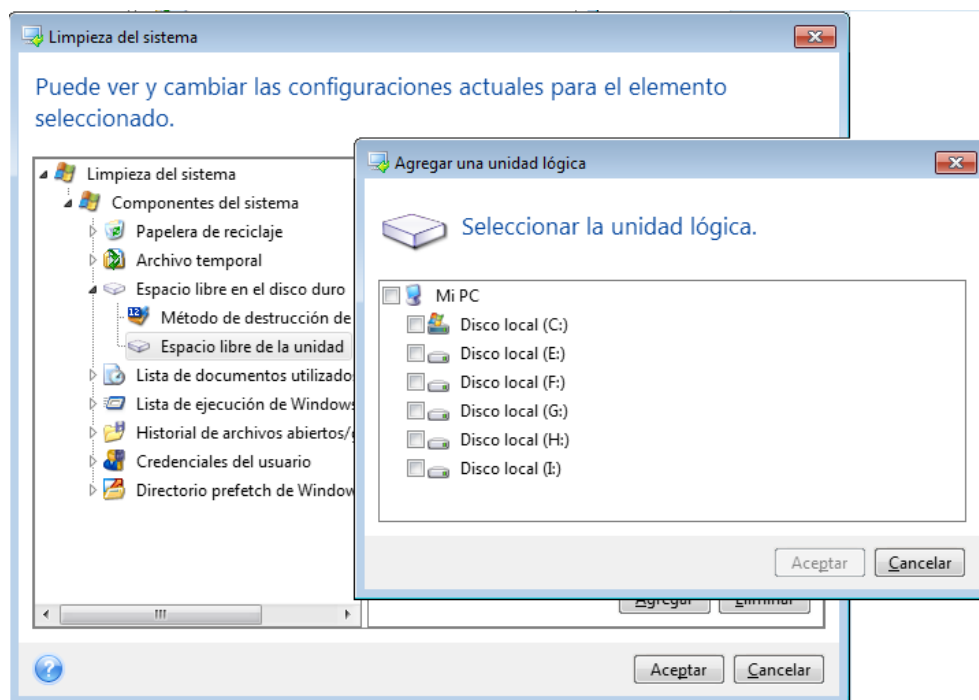 Limpieza del sistema
Puede ver y cambiar las configuraciones actuales para el elemento
seleccionado.
Limpieza del sistema
Componentes del sistema
Papelera de reciclaje
Archivo temporal
Espacio libre en el disco duro
Método de destrucción de
Espacio libre de la unidad
Lista de documentos utilizado
Lista de ejecución de Windows
Historial de archivos abiertos/
Credenciales del usuario
Directorio prefetch de Window
Agregar una unidad lógica
Seleccionar la unidad lógica.
Mi PC
Disco local (C:)
Disco local (E:)
Disco local (F:)
Disco local (G:)
Disco local (H:)
Disco local (I:)
Aceptar Cancelar
Agregar Eliminar
Aceptar Cancelar